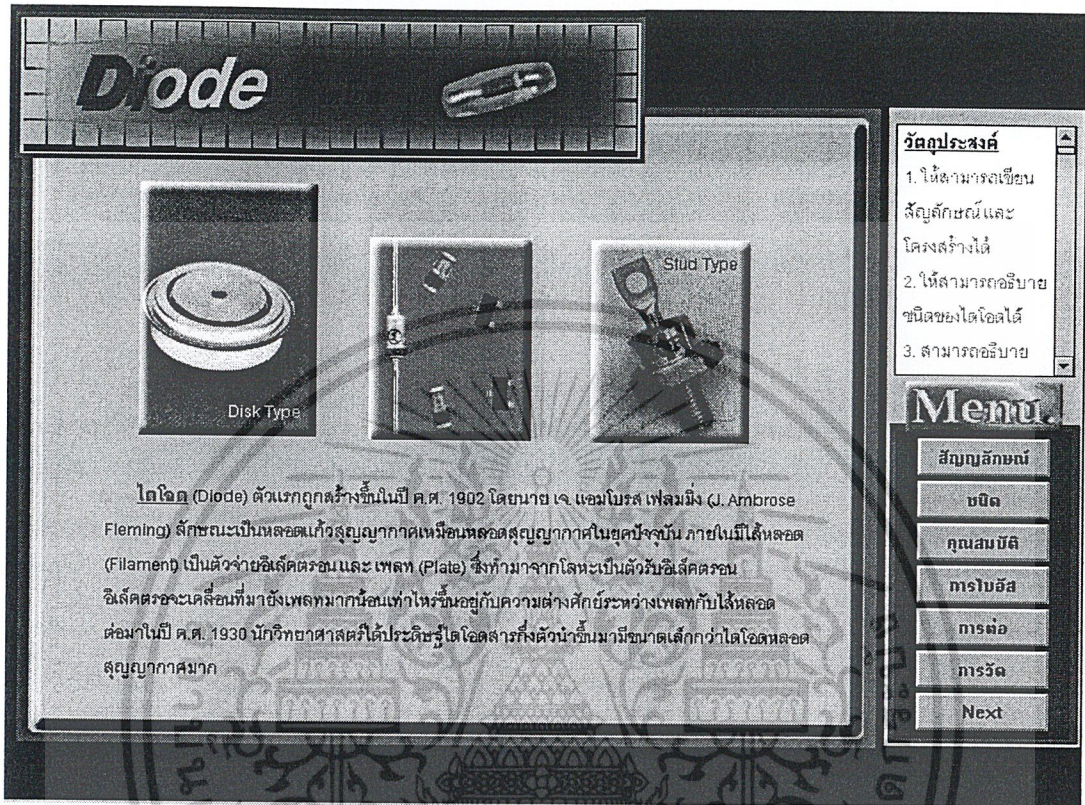 Diode
Disk Type
Stud Type
ไดโอด (Diode) ตัวแรกถูกสร้างขึ้นในปี ค.ศ. 1902 โดยนาย เจ. แอมโบรส เฟลมมิ่ง (J. Ambrose
Fleming) ลักษณะเป็นหลอดแก้วสุญญากาศเหมือนหลอดสุญญากาศในยุคปัจจุบัน ภายในมีไส้หลอด
(Filament) เป็นตัวจ่ายอิเล็คตรอน และ เพลท (Plate) ซึ่งทำมาจากโลหะเป็นตัวรับอิเล็คตรอน
อิเล็คตรอจะเคลื่อนที่มายังเพลทมากน้อนเท่าไหร่ขึ้นอยู่กับความต่างศักย์ระหว่างเพลทกับไส้หลอด
ต่อมาในปี ค.ศ. 1930 นักวิทยาศาสตร์ได้ประดิษฐ์ไดโอดสารกึ่งตัวนำขึ้นมามีขนาดเล็กกว่าไดโอดหลอด
สุญญากาศมาก
วัตถุประสงค์
1. ให้สามารถเขียน
สัญลักษณ์ และ
โครงสร้างได้
2. ให้สามารถอธิบาย
ชนิดของไดโอดได้
3. สามารถอธิบาย
Menu.
สัญญลักษณ์
ชนิด
คุณสมบัติ
การไบอัส
การต่อ
การวัด
Next